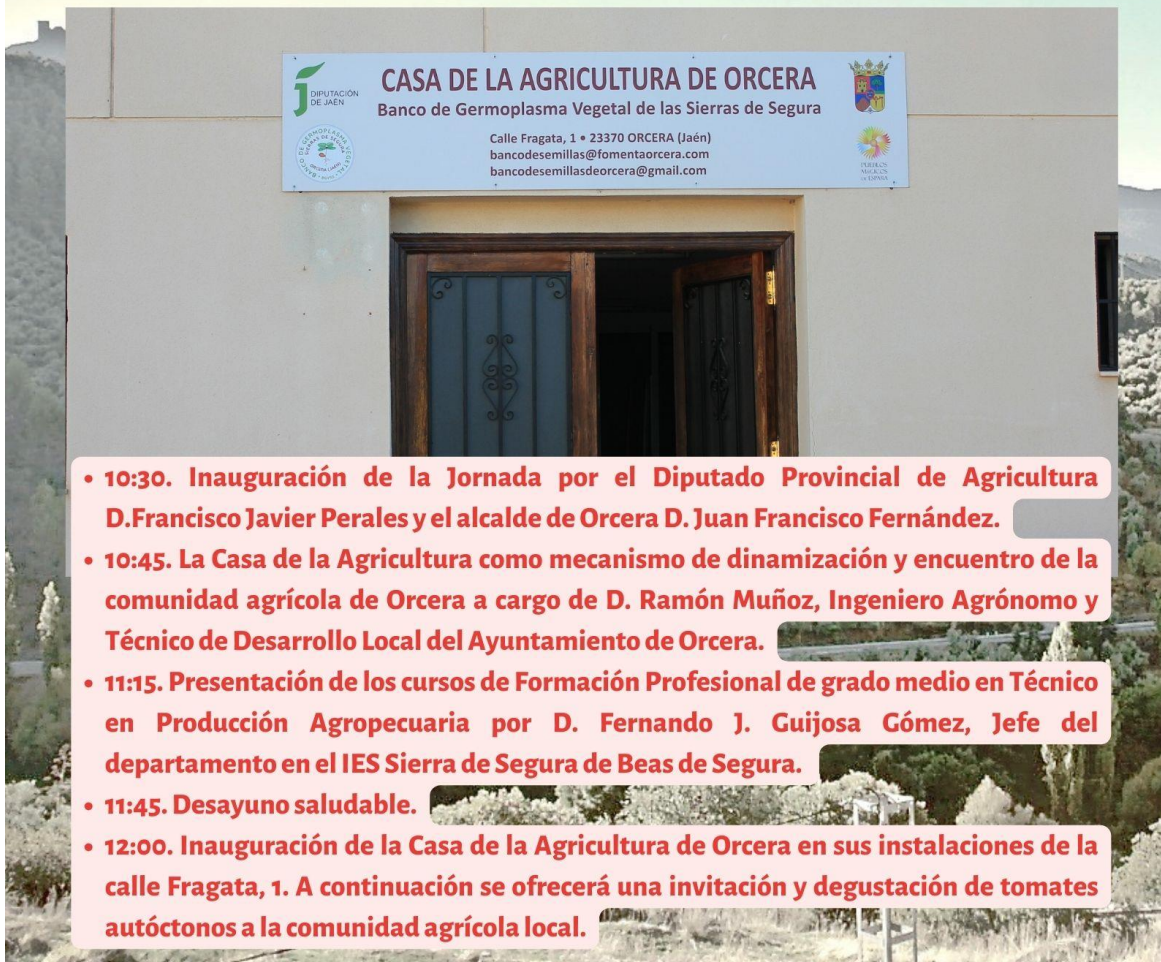 DIPUTACIÓN
DE JAÉN
CASA DE LA AGRICULTURA DE ORCERA
Banco de Germoplasma Vegetal de las Sierras de Segura
Calle Fragata, 1 • 23370 ORCERA (Jaén)
bancodesemillas@fomentaorcera.com
bancodesemillasdeorcera@gmail.com
PUEBLOS
MÁGICOS
DE ESPAÑA
• 10:30. Inauguración de la Jornada por el Diputado Provincial de Agricultura
D.Francisco Javier Perales y el alcalde de Orcera D. Juan Francisco Fernández.
• 10:45. La Casa de la Agricultura como mecanismo de dinamización y encuentro de la
comunidad agrícola de Orcera a cargo de D. Ramón Muñoz, Ingeniero Agrónomo y
Técnico de Desarrollo Local del Ayuntamiento de Orcera.
• 11:15. Presentación de los cursos de Formación Profesional de grado medio en Técnico
en Producción Agropecuaria por D. Fernando J. Guijosa Gómez, Jefe del
departamento en el IES Sierra de Segura de Beas de Segura.
• 11:45. Desayuno saludable.
• 12:00. Inauguración de la Casa de la Agricultura de Orcera en sus instalaciones de la
calle Fragata, 1. A continuación se ofrecerá una invitación y degustación de tomates
autóctonos a la comunidad agrícola local.